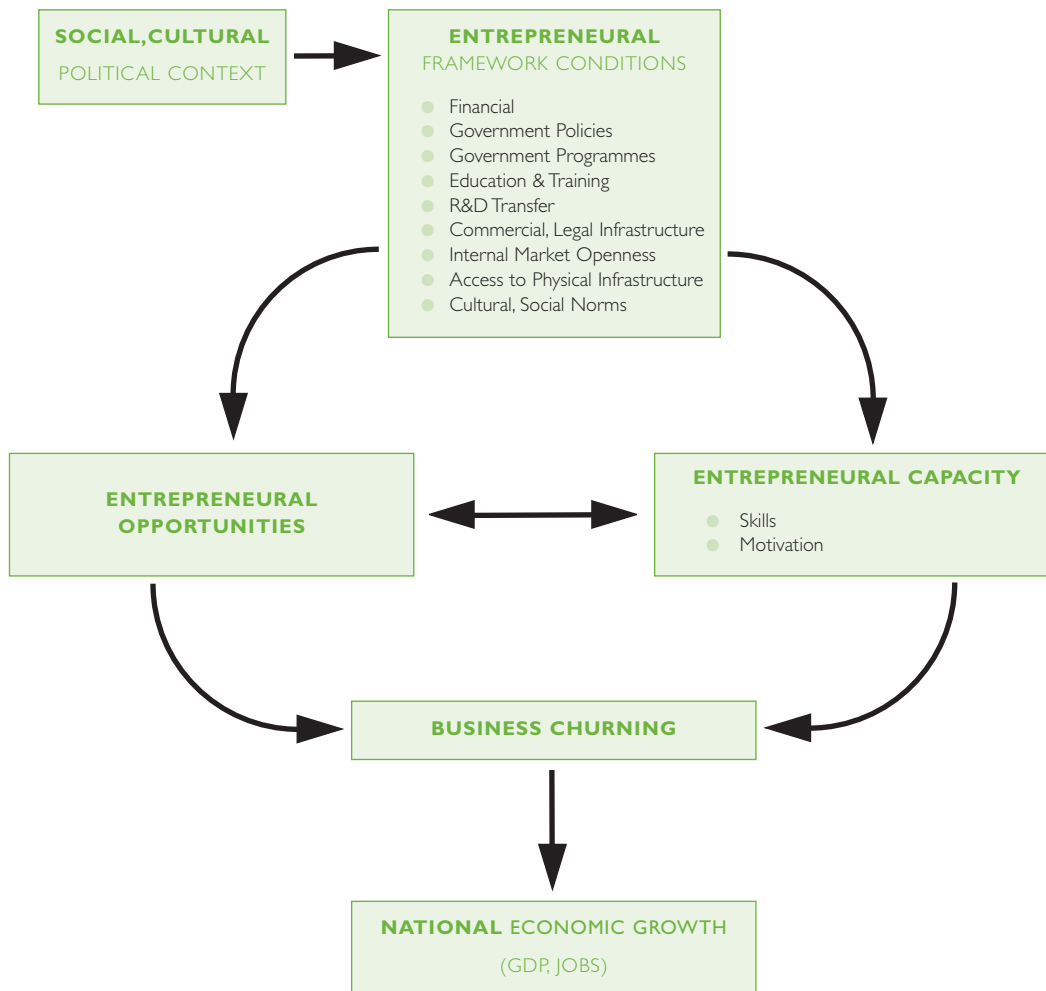 SOCIAL,CULTURAL
POLITICAL CONTEXT
ENTREPRENEURAL
FRAMEWORK CONDITIONS
Financial
Government Policies
Government Programmes
Education & Training
R&D Transfer
Commercial, Legal Infrastructure
Internal Market Openness
Access to Physical Infrastructure
Cultural, Social Norms
ENTREPRENEURAL
OPPORTUNITIES
ENTREPRENEURAL CAPACITY
Skills
Motivation
BUSINESS CHURNING
NATIONAL ECONOMIC GROWTH
(GDP, JOBS)